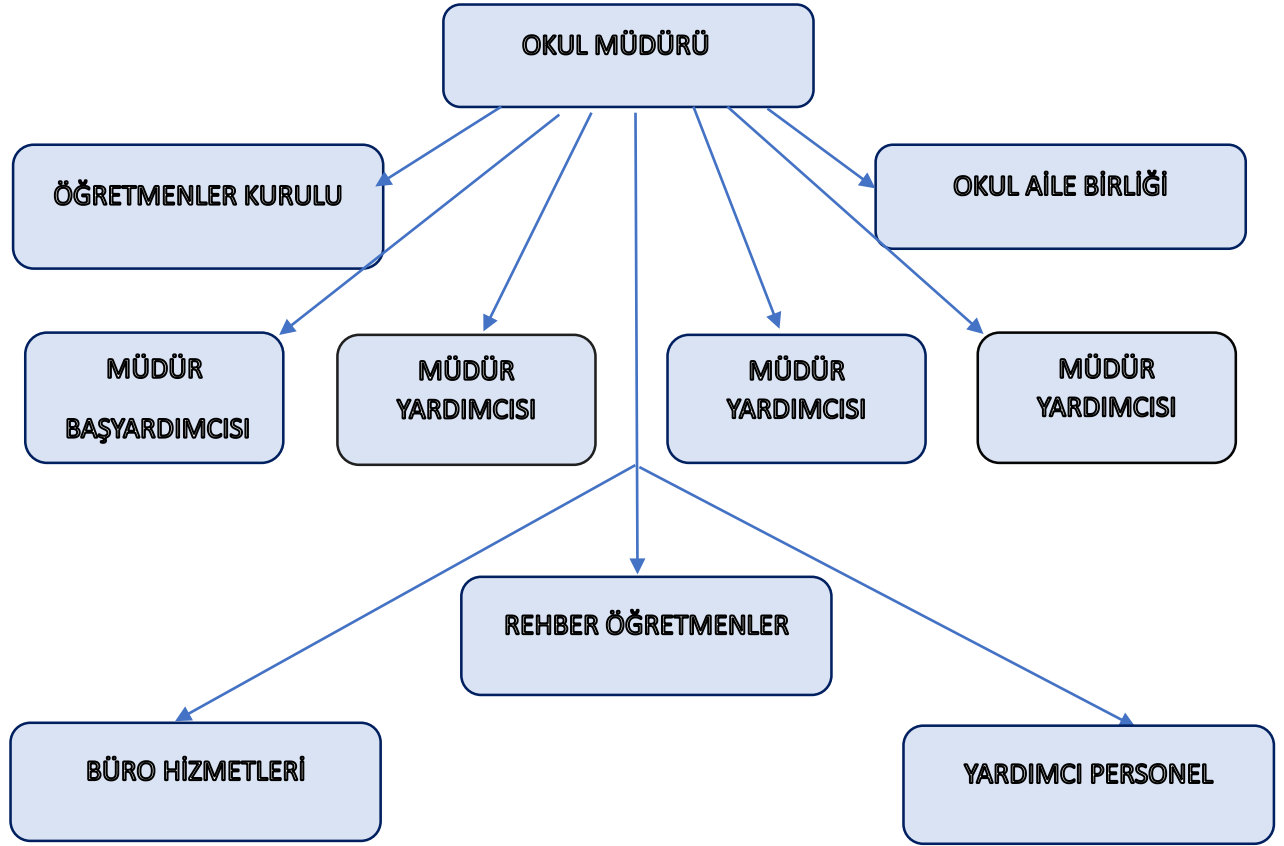 OKUL MÜDÜRÜ
ÖĞRETMENLER KURULU
OKUL AİLE BİRLİĞİ
MÜDÜR
BAŞYARDIMCISI
MÜDÜR
YARDIMCISI
MÜDÜR
YARDIMCISI
MÜDÜR
YARDIMCISI
REHBER ÖĞRETMENLER
BÜRO HİZMETLERİ
YARDIMCI PERSONEL